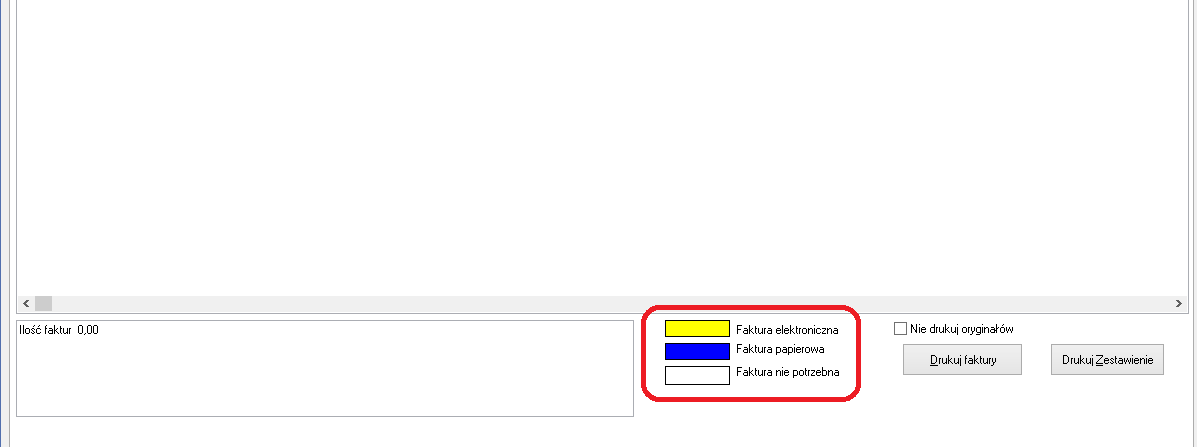 Ilość faktur 0,00
Faktura elektroniczna
Faktura papierowa
Faktura nie potrzebna
Nie drukuj oryginałów
Drukuj faktury
Drukuj Zestawienie